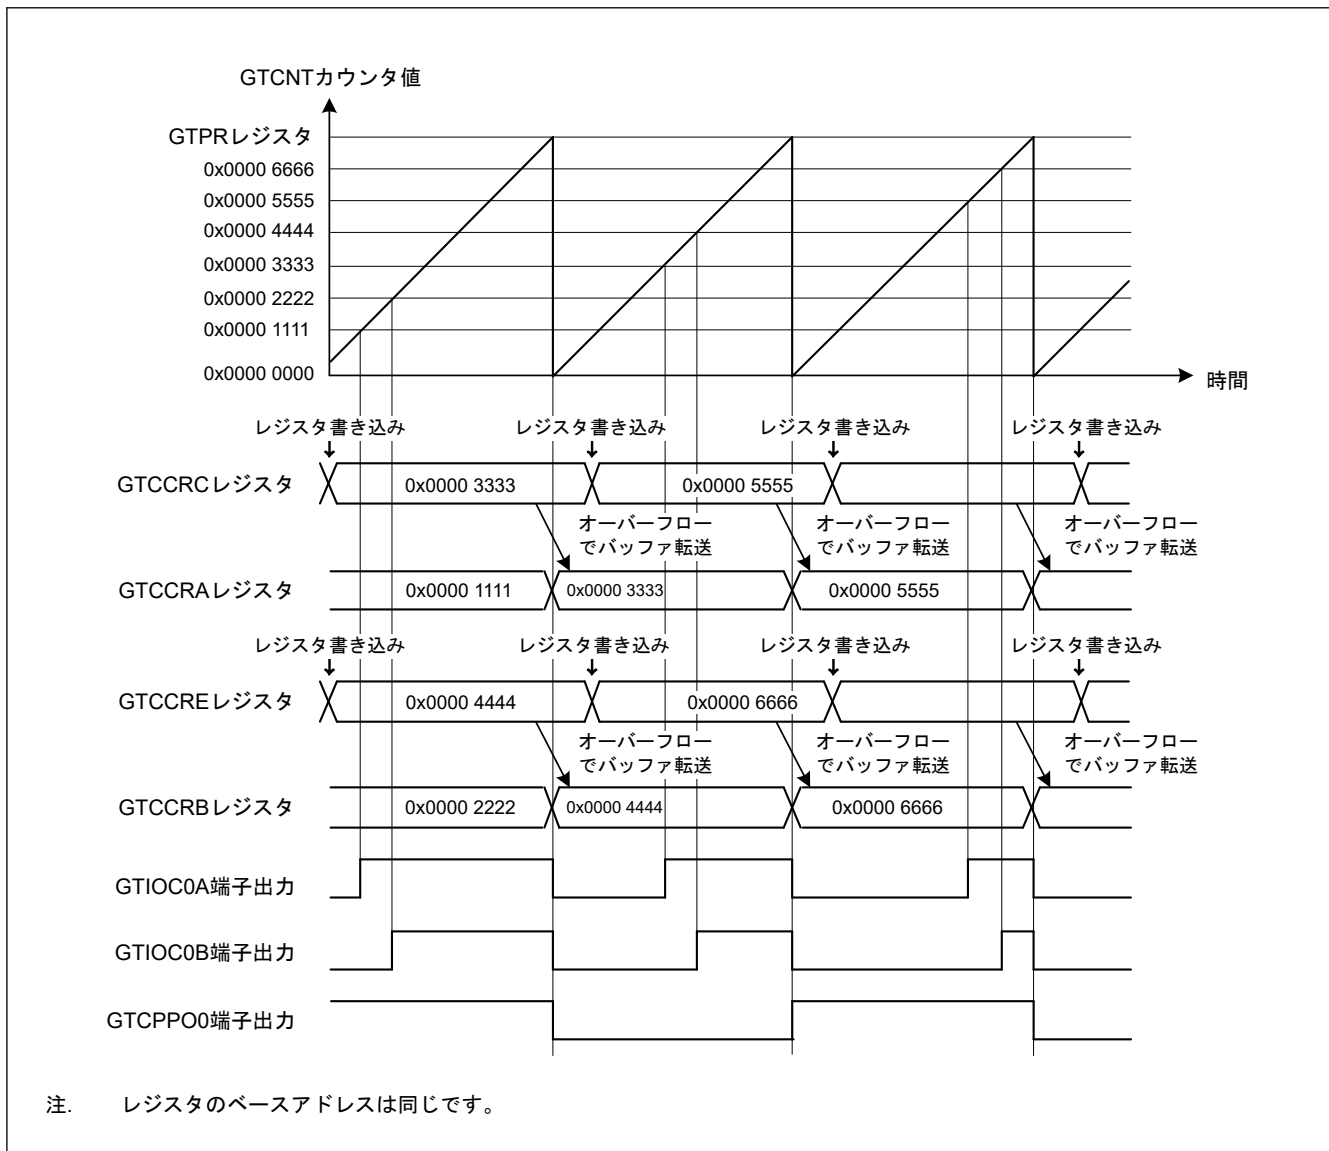 GTCNTカウンタ値
GTPRレジスタ
0x0000 6666
0x0000 5555
0x0000 4444
0x0000 3333
0x0000 2222
0x0000 1111
0x0000 0000
時間
レジスタ書き込み レジスタ書き込み レジスタ書き込み レジスタ書き込み
GTCCRCレジスタ 0x0000 3333 0x0000 5555
オーバーフロー オーバーフロー オーバーフロー
でバッファ転送 でバッファ転送 でバッファ転送
GTCCRAレジスタ 0x0000 1111 0x0000 3333 0x0000 5555
レジスタ書き込み レジスタ書き込み レジスタ書き込み レジスタ書き込み
GTCCREレジスタ 0x0000 4444 0x0000 6666
オーバーフロー オーバーフロー オーバーフロー
でバッファ転送 でバッファ転送 でバッファ転送
GTCCRBレジスタ 0x0000 2222 0x0000 4444 0x0000 6666
GTIOC0A端子出力
GTIOC0B端子出力
GTCPPO0端子出力
注. レジスタのベースアドレスは同じです。